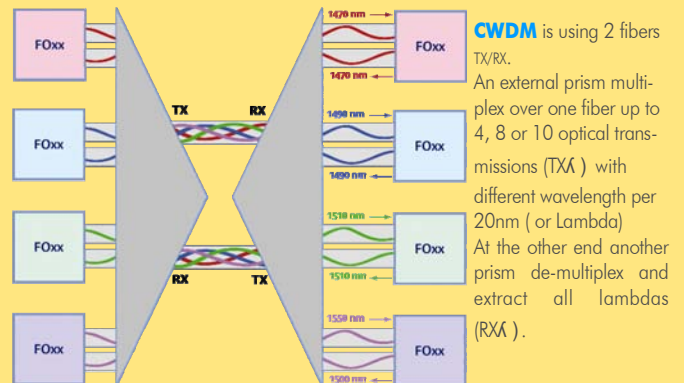 FOxx
FOxx
FOxx
FOxx
TX RX
RX TX
1470 nm
1470 nm
1490 nm
1490 nm
1510 nm
1510 nm
1550 nm
1500 nm
FOxx
FOxx
FOxx
FOxx
CWDM is using 2 fibers
TX/RX.
An external prism multi-
plex over one fiber up to
4, 8 or 10 optical trans-
missions (TXʎ ) with
different wavelength per
20nm ( or Lambda)
At the other end another
prism de-multiplex and
extract all lambdas
(RXʎ ) .